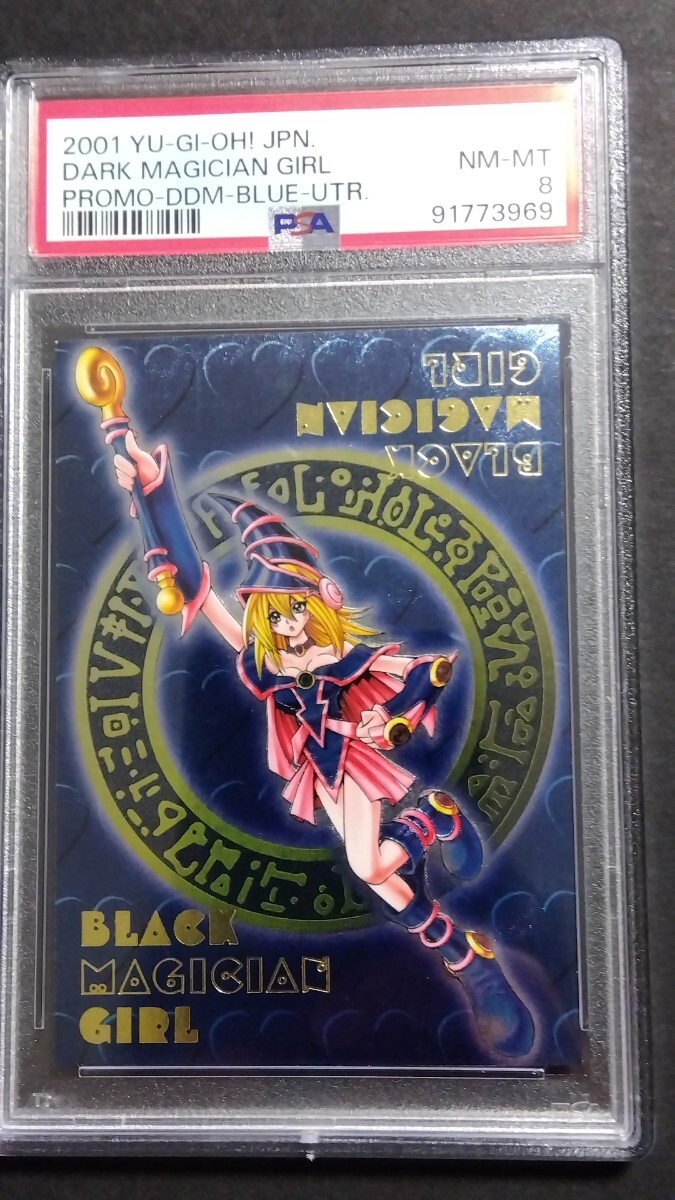 2001 YU-GI-OH! JPN.
DARK MAGICIAN GIRL
PROMO-DDM-BLUE-UTR.
NM-MT
8
91773969
PSA
BLACK
MAGICIAN
GIRL
BLACK
MAGICIAN
GIRL